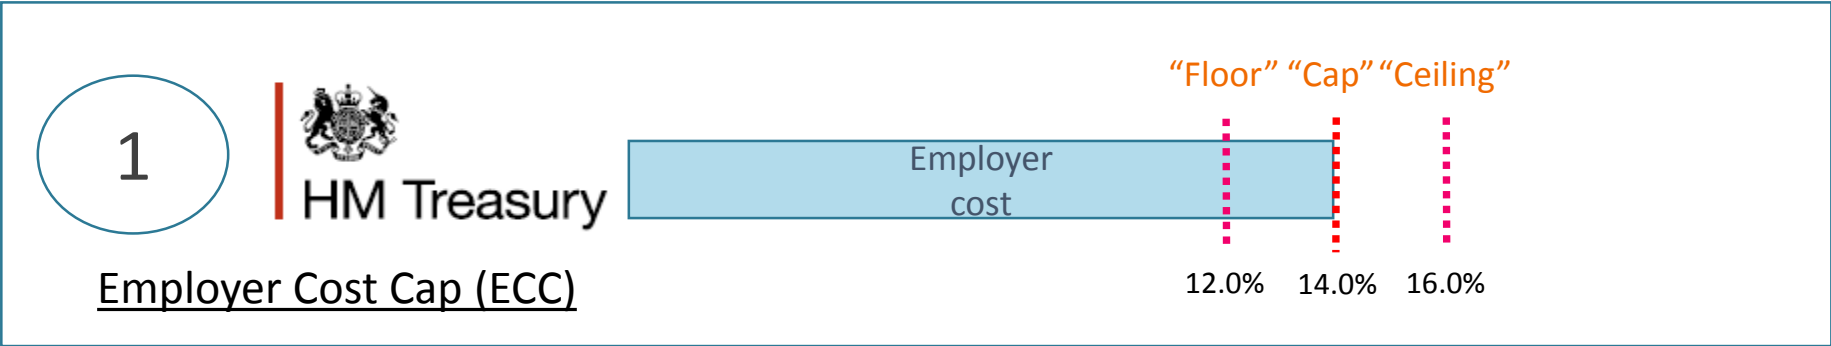 1
HM Treasury
Employer Cost Cap (ECC)
Employer
cost
“Floor” “Cap” “Ceiling”
12.0% 14.0% 16.0%